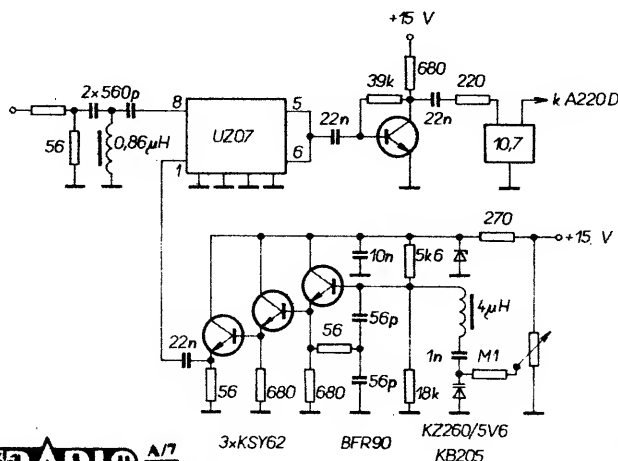 +15 V
2×560p
8
UZ07
5
6
1
56
0,86μH
22n
39k
680
22n
220
k A220D
10,7
270
+15 V
10n
5k6
4μH
1n
M1
56p
56
56p
18k
22n
56
680
680
A/7
3×KSY62
BFR90
KZ260/5V6
KB205